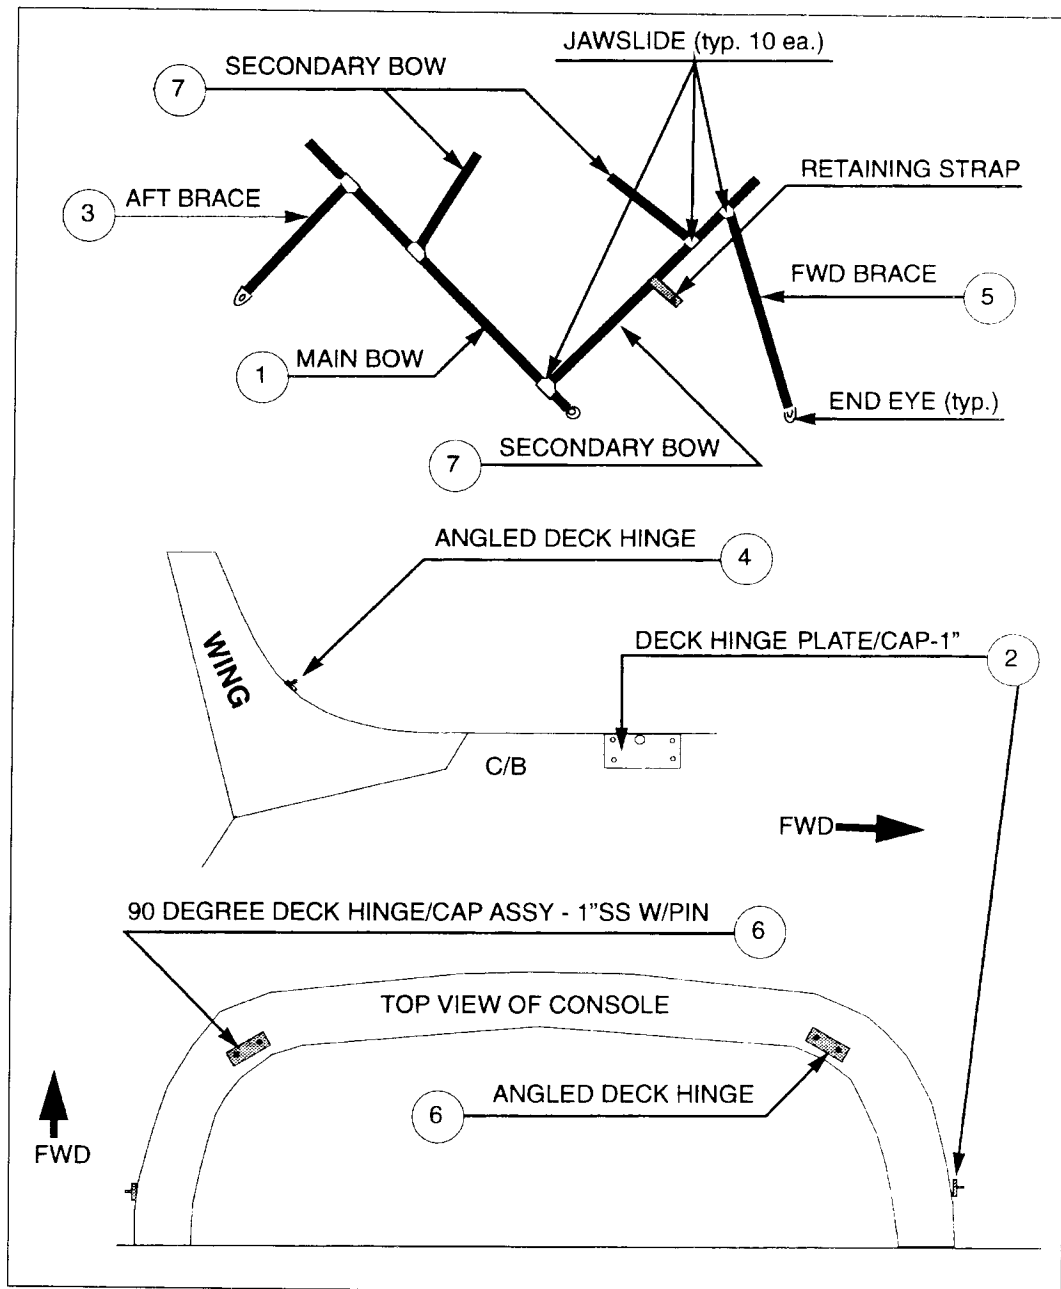 JAWSLIDE (typ. 10 ea.)
SECONDARY BOW
7
RETAINING STRAP
AFT BRACE
3
FWD BRACE
5
MAIN BOW
1
END EYE (typ.)
SECONDARY BOW
7
ANGLED DECK HINGE
4
WING
DECK HINGE PLATE/CAP-1"
2
C/B
FWD
90 DEGREE DECK HINGE/CAP ASSY - 1"SS W/PIN
6
TOP VIEW OF CONSOLE
ANGLED DECK HINGE
6
FWD